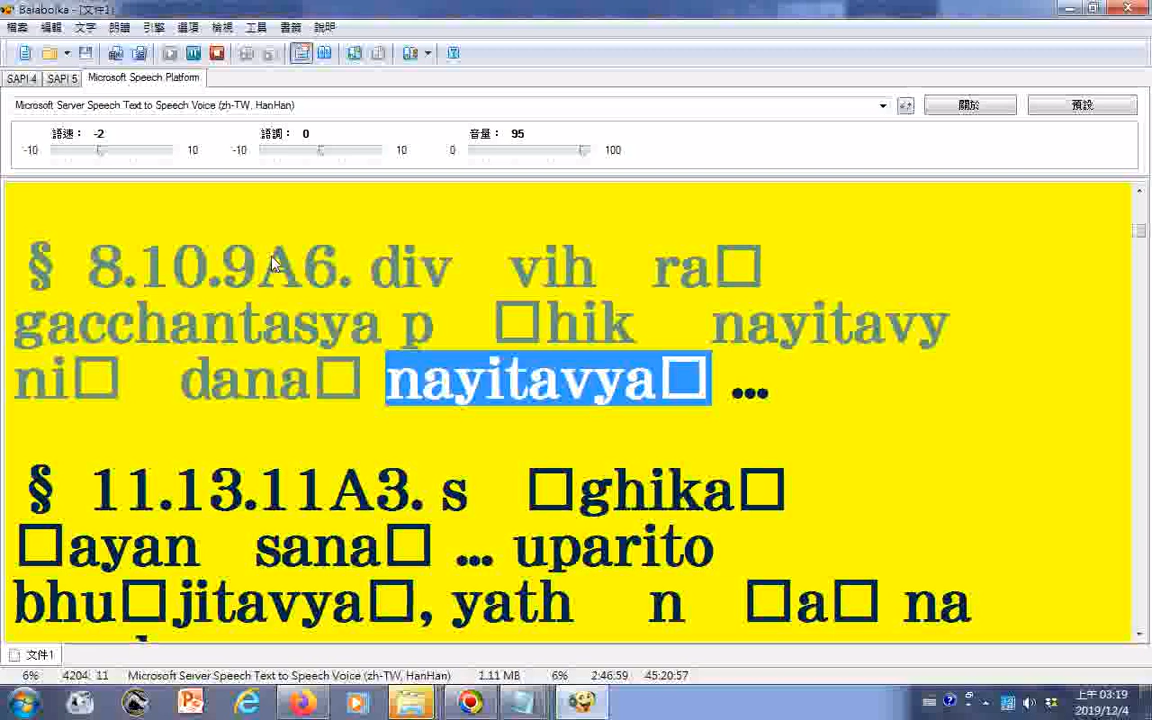 Balabolka - [文件1]
檔案 編輯 文字 朗讀 引擎 選項 檢視 工具 書籤 說明
SAPI 4 SAPI 5 Microsoft Speech Platform
Microsoft Server Speech Text to Speech Voice (zh-TW, HanHan) 關於 預設
語速： -2 語調： 0 音量： 95
-10 10 -10 10 0 100
§ 8.10.9A6. div vih ra□
gacchantasya p □hik nayitavy
ni□ dana□ nayitavya□ ...
§ 11.13.11A3. s □ghika□
□ayan sana□ ... uparito
bhu□jitavya□, yath n □a□ na
文件1
6% 4204: 11 Microsoft Server Speech Text to Speech Voice (zh-TW, HanHan) 1.11 MB 6% 2:46:59 45:20:57
上午 03:19
2019/12/4